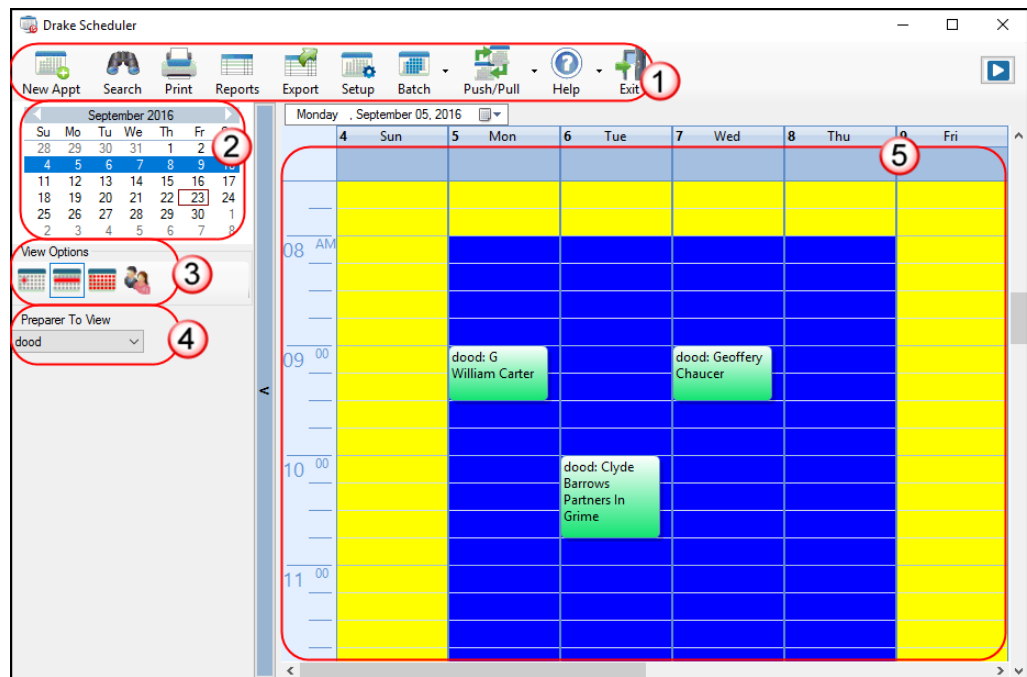 Drake Scheduler
New Appt Search Print Reports Export Setup Batch Push/Pull Help Exit
1
September 2016
Su Mo Tu We Th Fr
28 29 30 31 1 2
4 5 6 7 8 9 10
11 12 13 14 15 16 17
18 19 20 21 22 23 24
25 26 27 28 29 30 1
2 3 4 5 6 7 8
2
View Options
3
Preparer To View
dood
4
<
Monday , September 05, 2016
4 Sun 5 Mon 6 Tue 7 Wed 8 Thu 9 Fri
5
08 AM
09 00
dood: G
William Carter
dood: Geoffery
Chaucer
10 00
dood: Clyde
Barrows
Partners In
Grime
11 00